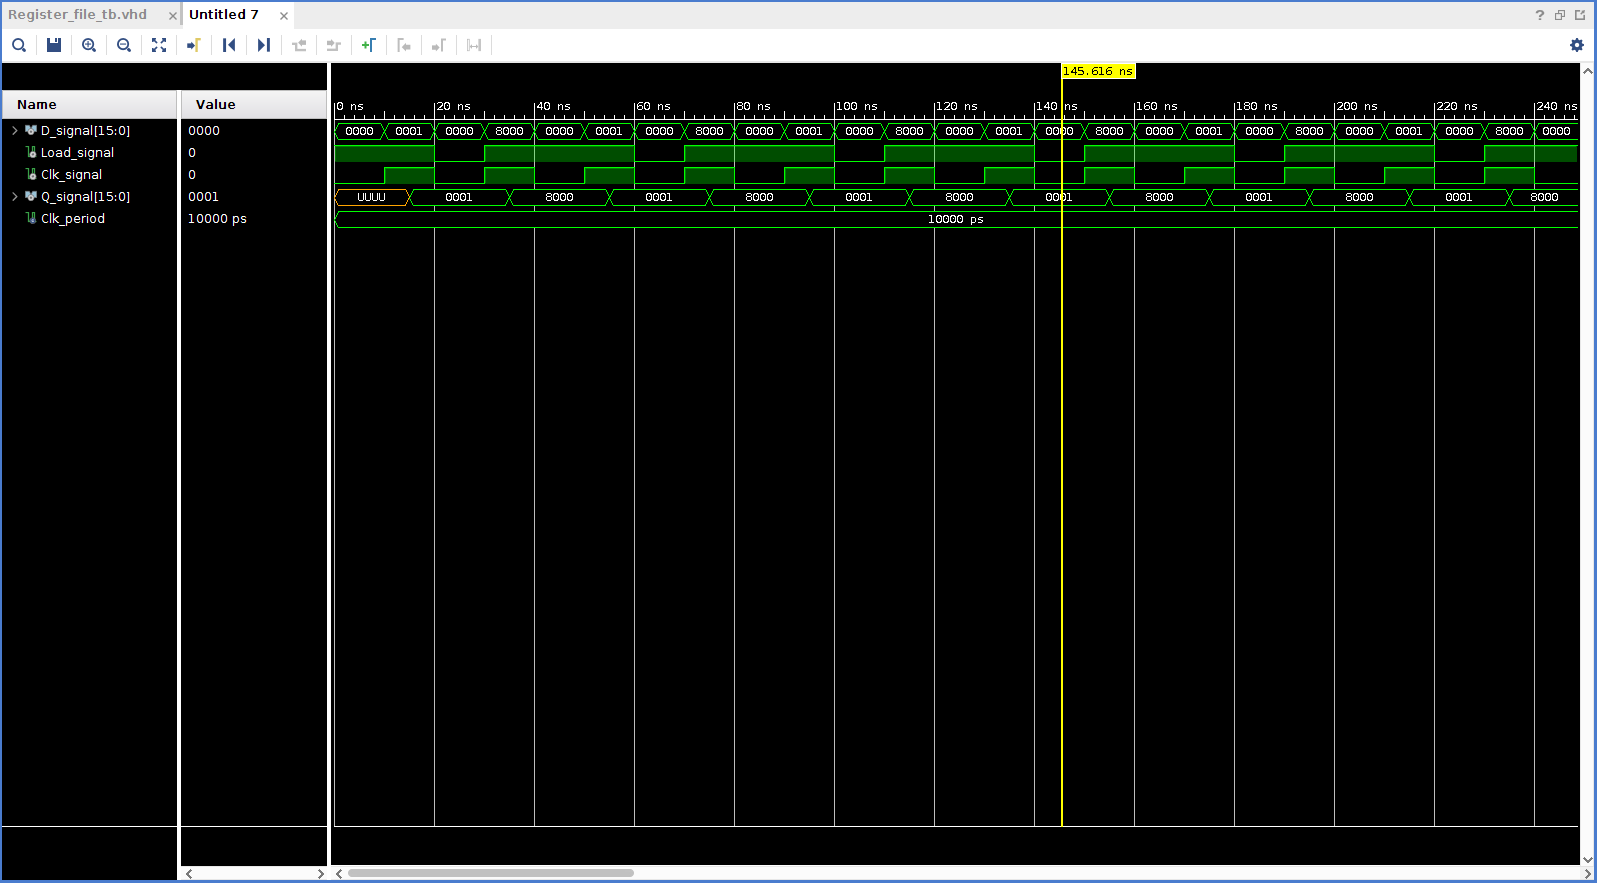 Register_file_tb.vhd × Untitled 7 ×
?
145.616 ns
Name Value
0 ns 20 ns 40 ns 60 ns 80 ns 100 ns 120 ns 140 ns 160 ns 180 ns 200 ns 220 ns 240 ns
D_signal[15:0] 0000 0000 0001 0000 8000 0000 0001 0000 8000 0000 0001 0000 8000 0000 0001 0000 8000 0000 0001 0000 8000 0000 0001 0000 8000 0000
Load_signal 0
Clk_signal 0
Q_signal[15:0] 0001 UUUU 0001 8000 0001 8000 0001 8000 0001 8000 0001 8000 0001 8000
Clk_period 10000 ps 10000 ps